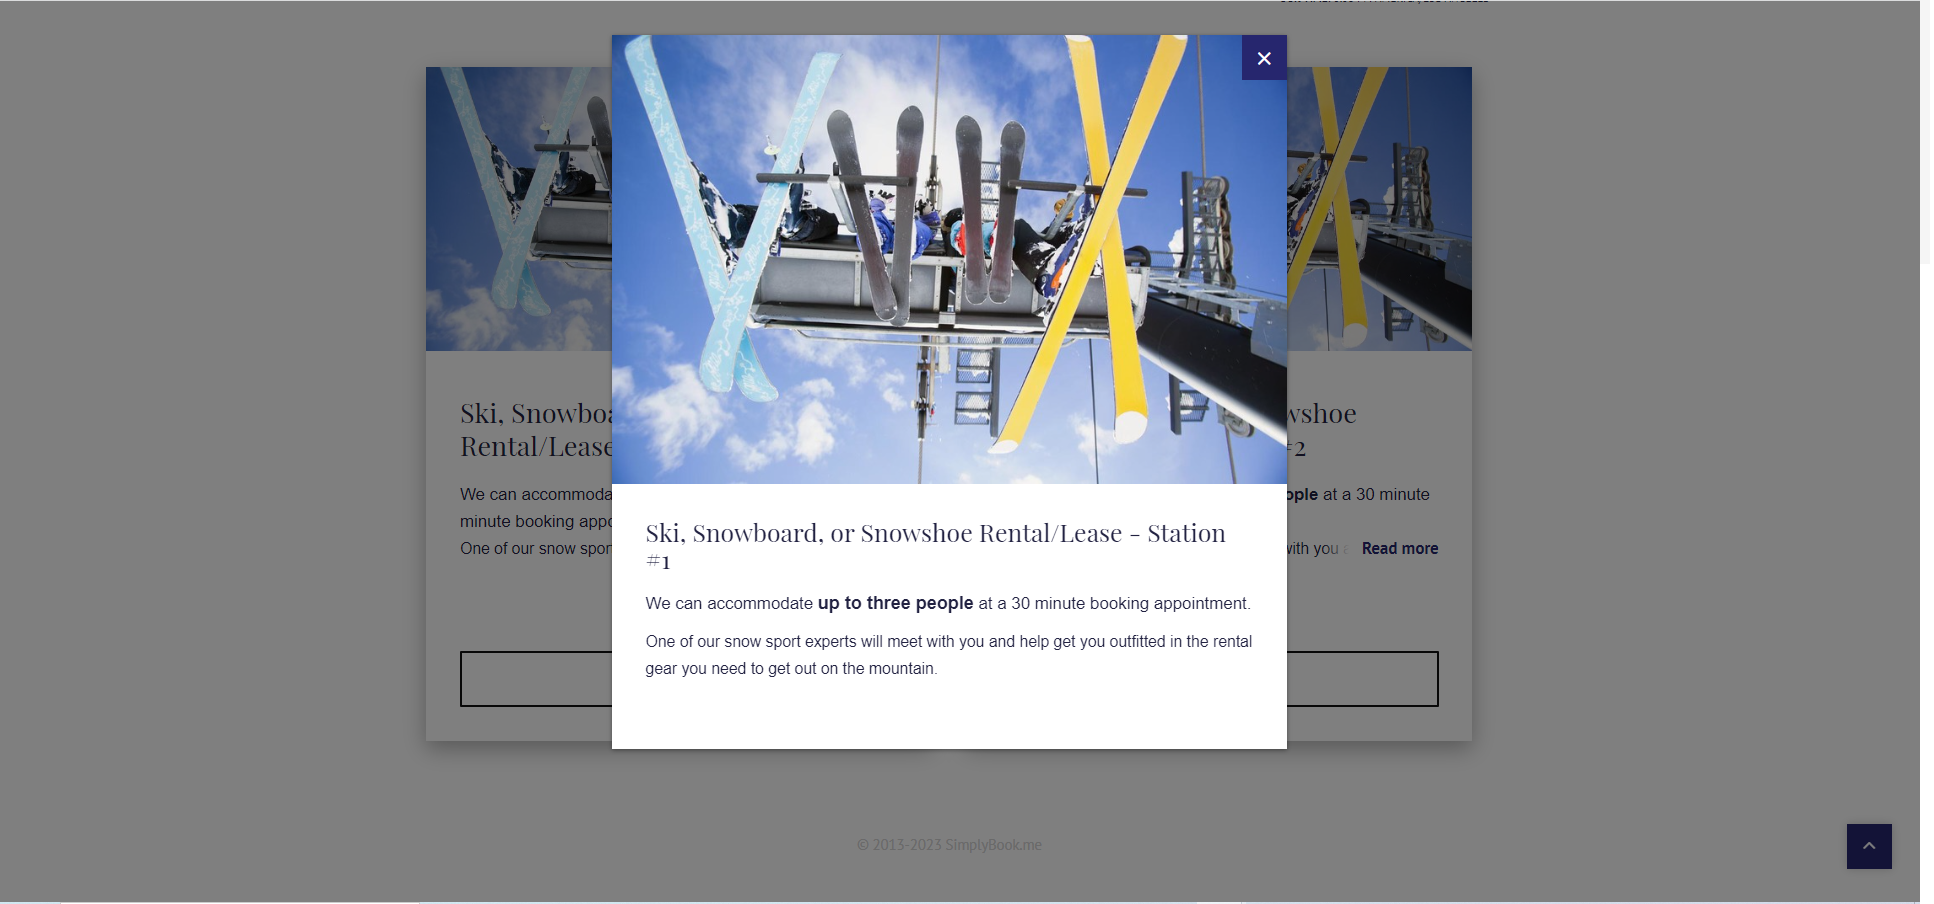 Ski, Snowboa
Rental/Lease
We can accommoda
minute booking appo
One of our snow spor
Ski, Snowboard, or Snowshoe Rental/Lease - Station
#1
We can accommodate up to three people at a 30 minute booking appointment.
One of our snow sport experts will meet with you and help get you outfitted in the rental
gear you need to get out on the mountain.
wshoe
#2
ople at a 30 minute
with you a Read more
© 2013-2023 SimplyBook.me